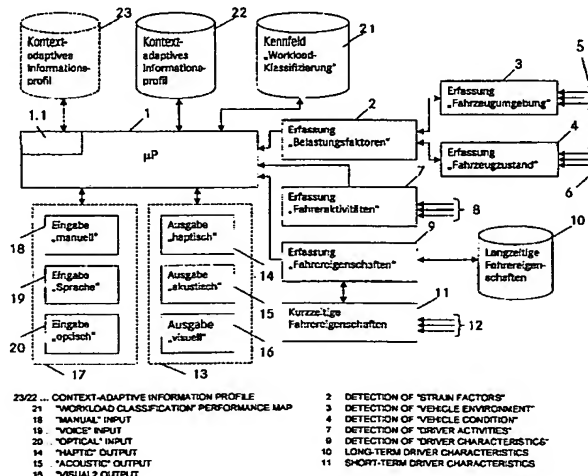 23
22
21
Kontext-
adaptives
Informations-
profil
Kontext-
adaptives
Informations-
profil
Kennfeld
„Workload-
Klassifizierung“
1.1
1
µP
2
Erfassung
„Belastungsfaktoren“
3
Erfassung
„Fahrzeugumgebung“
5
4
Erfassung
„Fahrzeugzustand“
6
7
Erfassung
„Fahreraktivitäten“
8
9
Erfassung
„Fahrereigenschaften“
10
Langzeitige
Fahrereigen-
schaften
11
Kurzzeitige
Fahrereigenschaften
12
18
Eingabe
„manuell“
19
Eingabe
„Sprache“
20
Eingabe
„optisch“
17
Ausgabe
„haptisch“
14
Ausgabe
„akustisch“
15
Ausgabe
„visuell“
16
13
23/22 ... CONTEXT-ADAPTIVE INFORMATION PROFILE
21 "WORKLOAD CLASSIFICATION" PERFORMANCE MAP
18 "MANUAL" INPUT
19 "VOICE" INPUT
20 "OPTICAL" INPUT
14 "HAPTIC" OUTPUT
15 "ACOUSTIC" OUTPUT
16 "VISUAL2 OUTPUT
2 DETECTION OF "STRAIN FACTORS"
3 DETECTION OF "VEHICLE ENVIRONMENT"
4 DETECTION OF "VEHICLE CONDITION"
7 DETECTION OF "DRIVER ACTIVITIES"
9 DETECTION OF "DRIVER CHARACTERISTICS"
10 LONG-TERM DRIVER CHARACTERISTICS
11 SHORT-TERM DRIVER CHARACTERISTICS